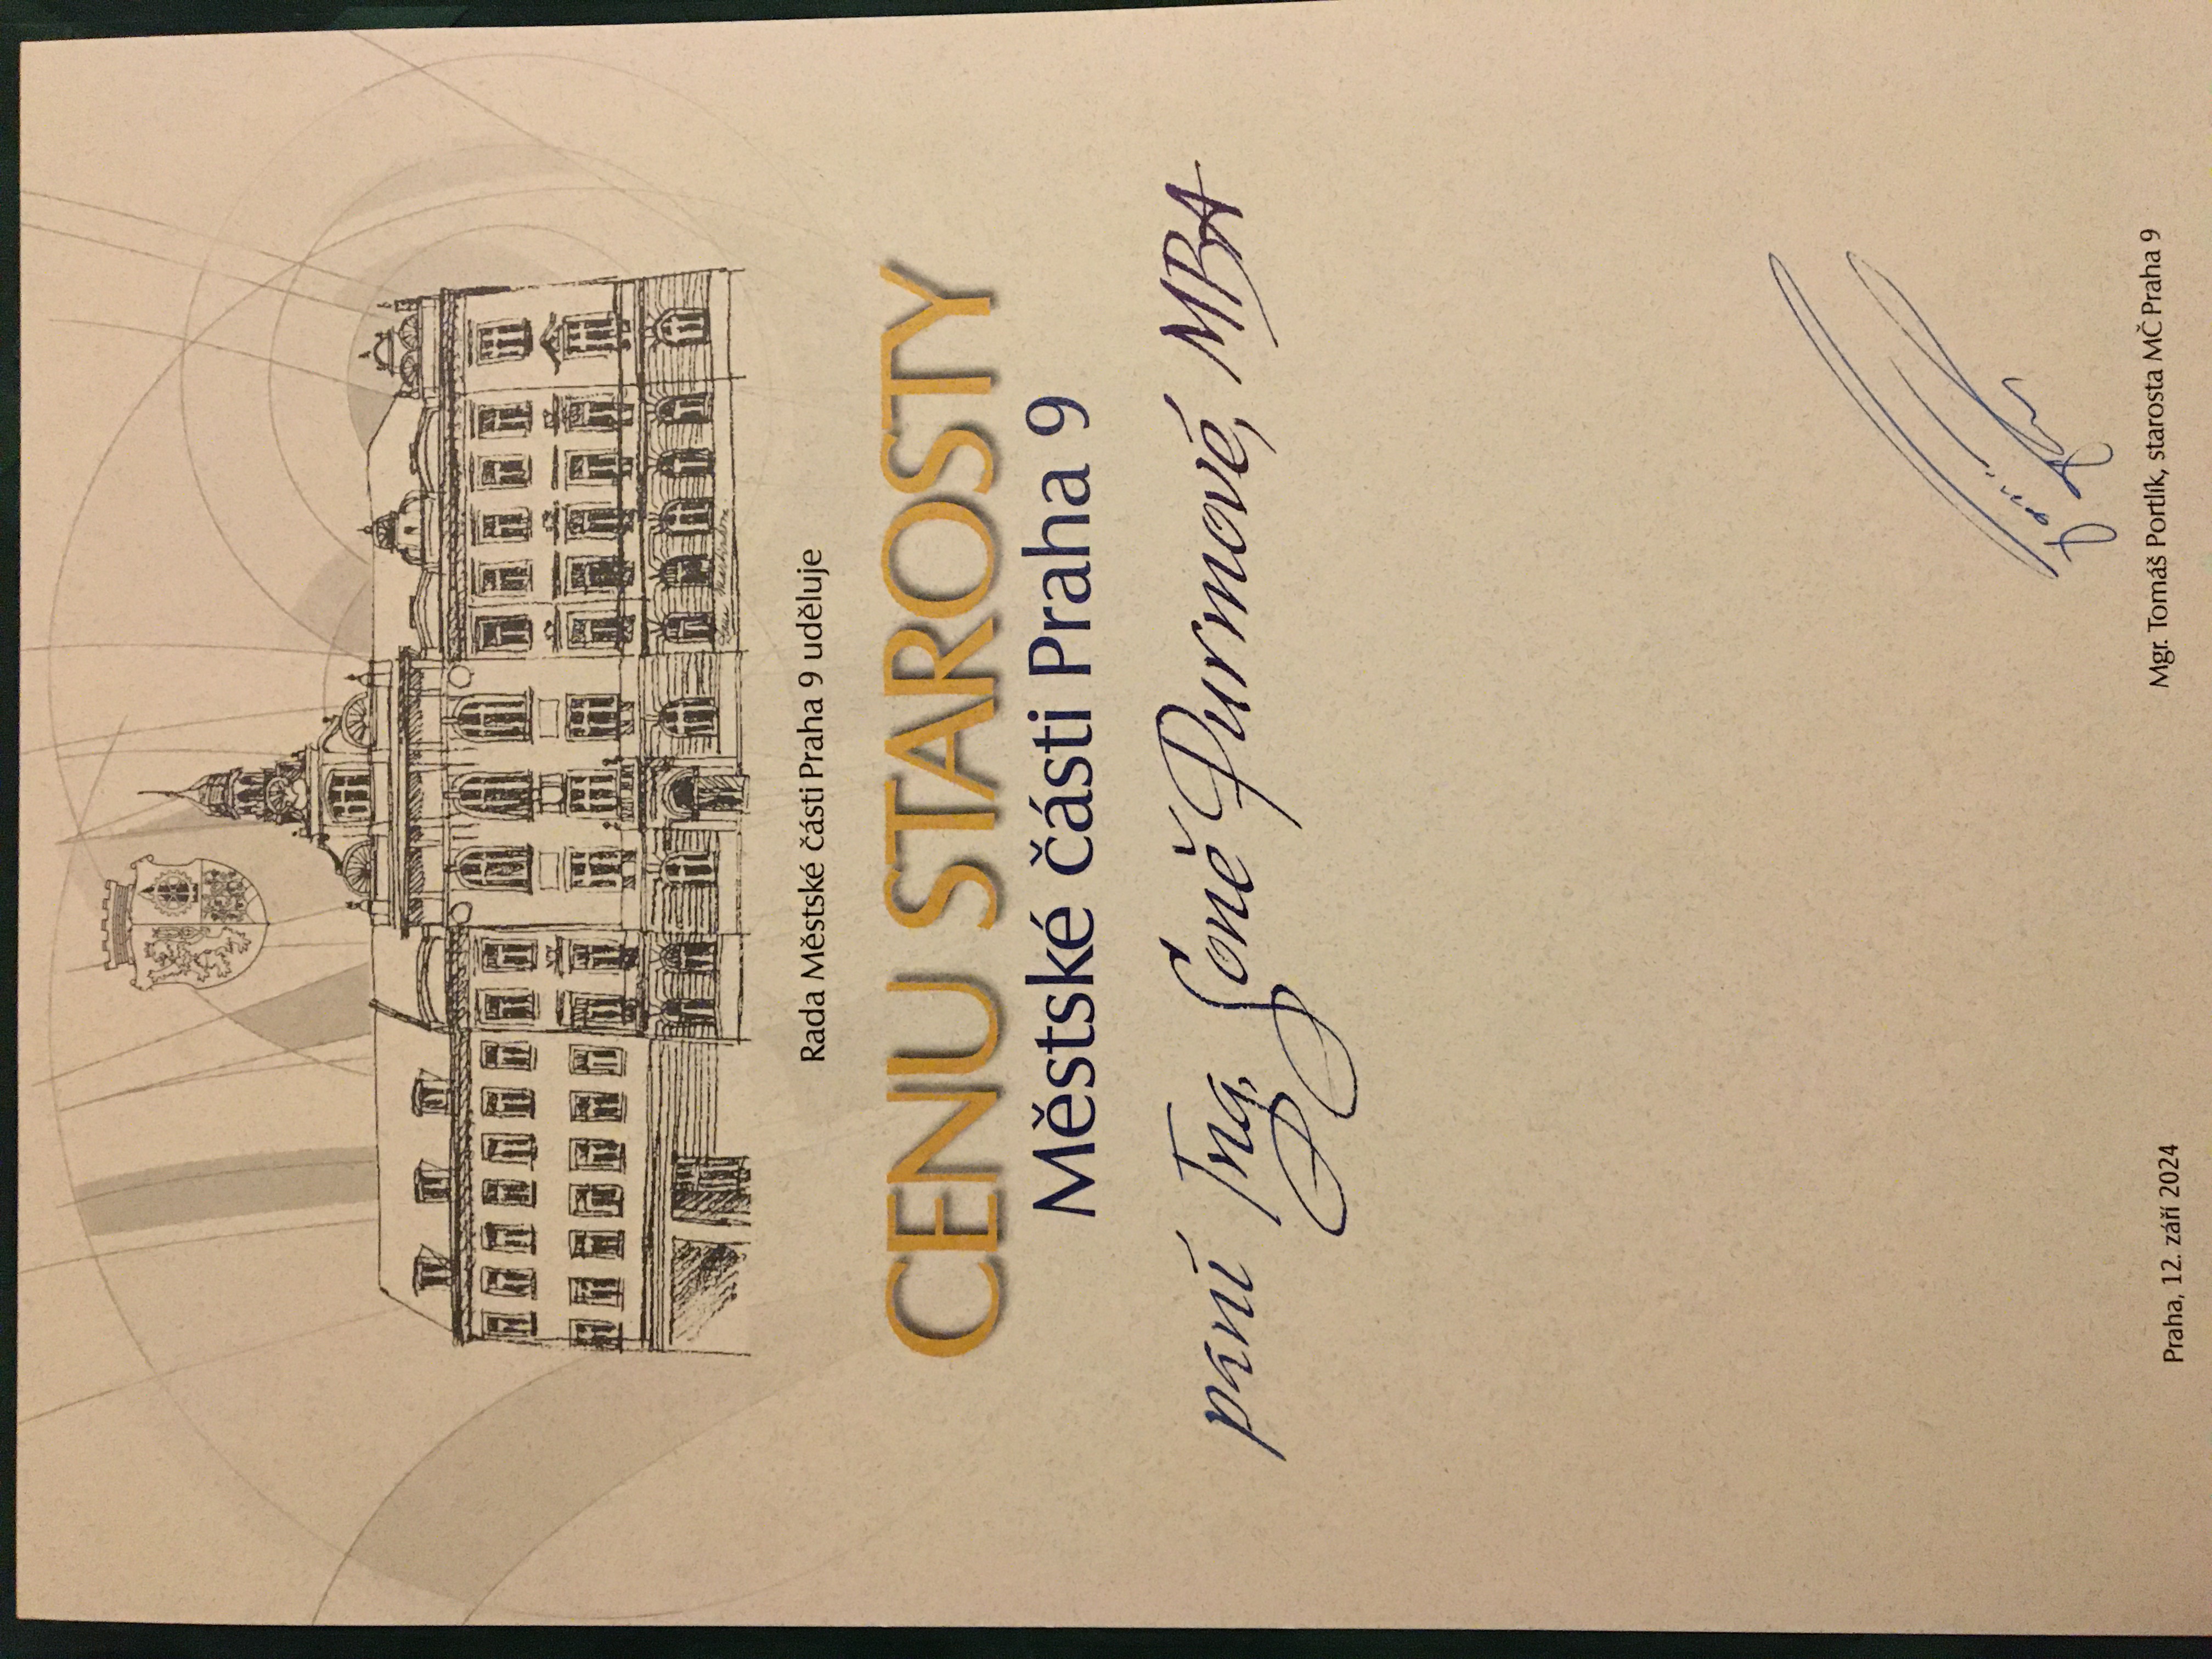 Rada Městské části Praha 9 uděluje
CENU STAROSTY
Městské části Praha 9
paní Ing. Soně Purmové, MBA
Praha, 12. září 2024
Mgr. Tomáš Portlík, starosta MČ Praha 9